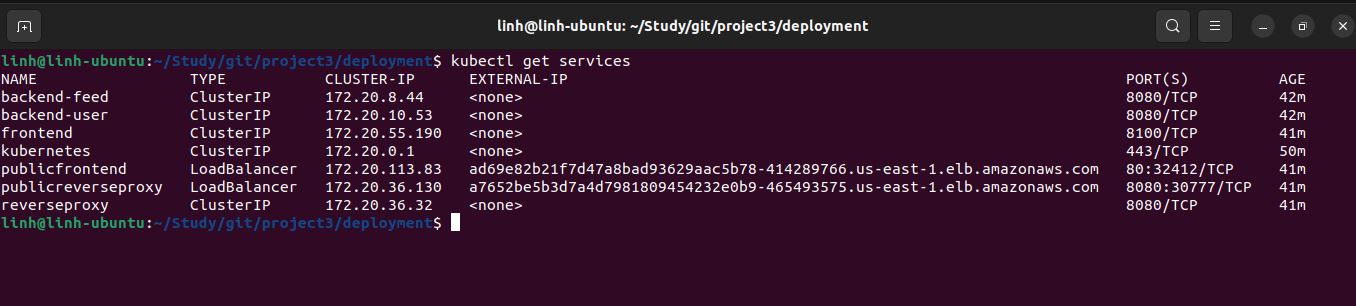 linh@linh-ubuntu: ~/Study/git/project3/deployment
linh@linh-ubuntu:~/Study/git/project3/deployment$ kubectl get services
NAME TYPE CLUSTER-IP EXTERNAL-IP PORT(S) AGE
backend-feed ClusterIP 172.20.8.44 <none> 8080/TCP 42m
backend-user ClusterIP 172.20.10.53 <none> 8080/TCP 42m
frontend ClusterIP 172.20.55.190 <none> 8100/TCP 41m
kubernetes ClusterIP 172.20.0.1 <none> 443/TCP 50m
publicfrontend LoadBalancer 172.20.113.83 ad69e82b21f7d47a8bad93629aac5b78-414289766.us-east-1.elb.amazonaws.com 80:32412/TCP 41m
publicreverseproxy LoadBalancer 172.20.36.130 a7652be5b3d7a4d7981809454232e0b9-465493575.us-east-1.elb.amazonaws.com 8080:30777/TCP 41m
reverseproxy ClusterIP 172.20.36.32 <none> 8080/TCP 41m
linh@linh-ubuntu:~/Study/git/project3/deployment$